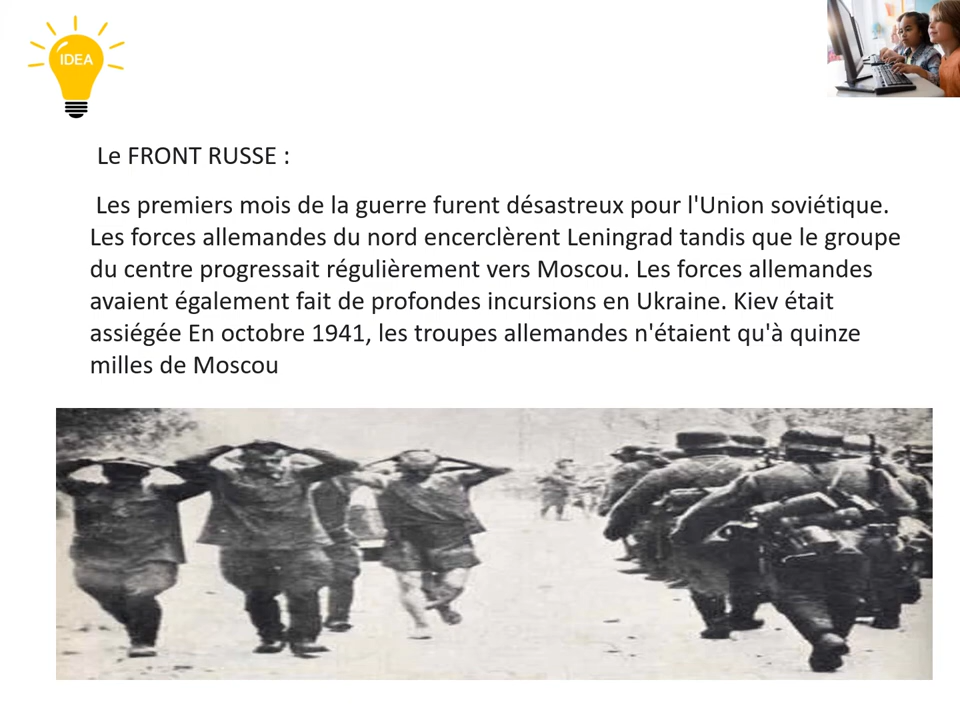 IDEA
Le FRONT RUSSE :
Les premiers mois de la guerre furent désastreux pour l'Union soviétique.
Les forces allemandes du nord encerclèrent Leningrad tandis que le groupe
du centre progressait régulièrement vers Moscou. Les forces allemandes
avaient également fait de profondes incursions en Ukraine. Kiev était
assiégée En octobre 1941, les troupes allemandes n'étaient qu'à quinze
milles de Moscou